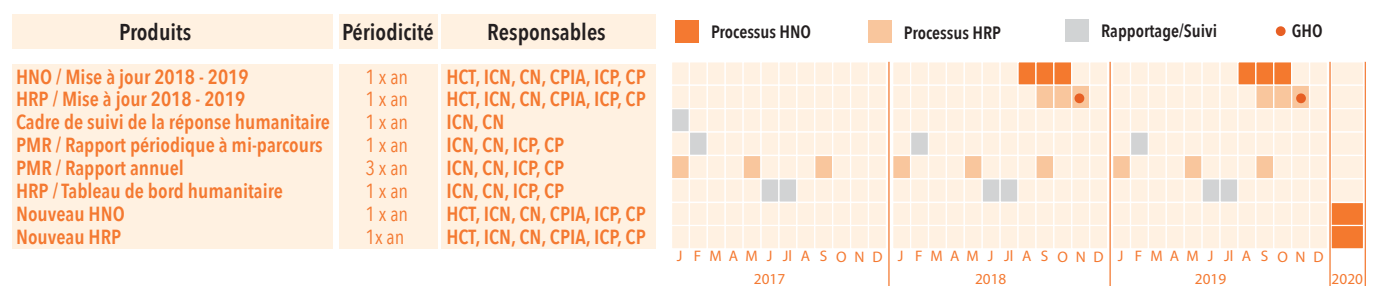 Produits Périodicité Responsables Processus HNO Processus HRP Rapportage/Suivi GHO
HNO / Mise à jour 2018 - 2019 1 x an HCT, ICN, CN, CPIA, ICP, CP
HRP / Mise à jour 2018 - 2019 1 x an HCT, ICN, CN, CPIA, ICP, CP
Cadre de suivi de la réponse humanitaire 1 x an ICN, CN
PMR / Rapport périodique à mi-parcours 1 x an ICN, CN, ICP, CP
PMR / Rapport annuel 3 x an ICN, CN, ICP, CP
HRP / Tableau de bord humanitaire 1 x an ICN, CN, ICP, CP
Nouveau HNO 1 x an HCT, ICN, CN, CPIA, ICP, CP
Nouveau HRP 1x an HCT, ICN, CN, CPIA, ICP, CP
J F M A M J Jl A S O N D J F M A M J Jl A S O N D J F M A M J Jl A S O N D
2017 2018 2019 2020